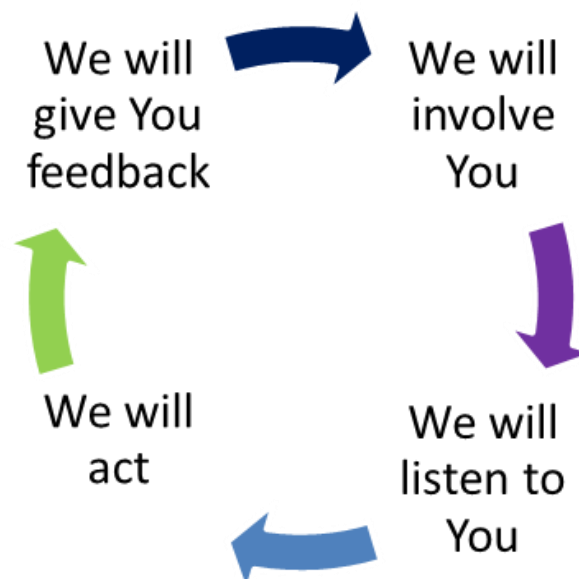 We will
give You
feedback
We will
involve
You
We will
listen to
You
We will
act